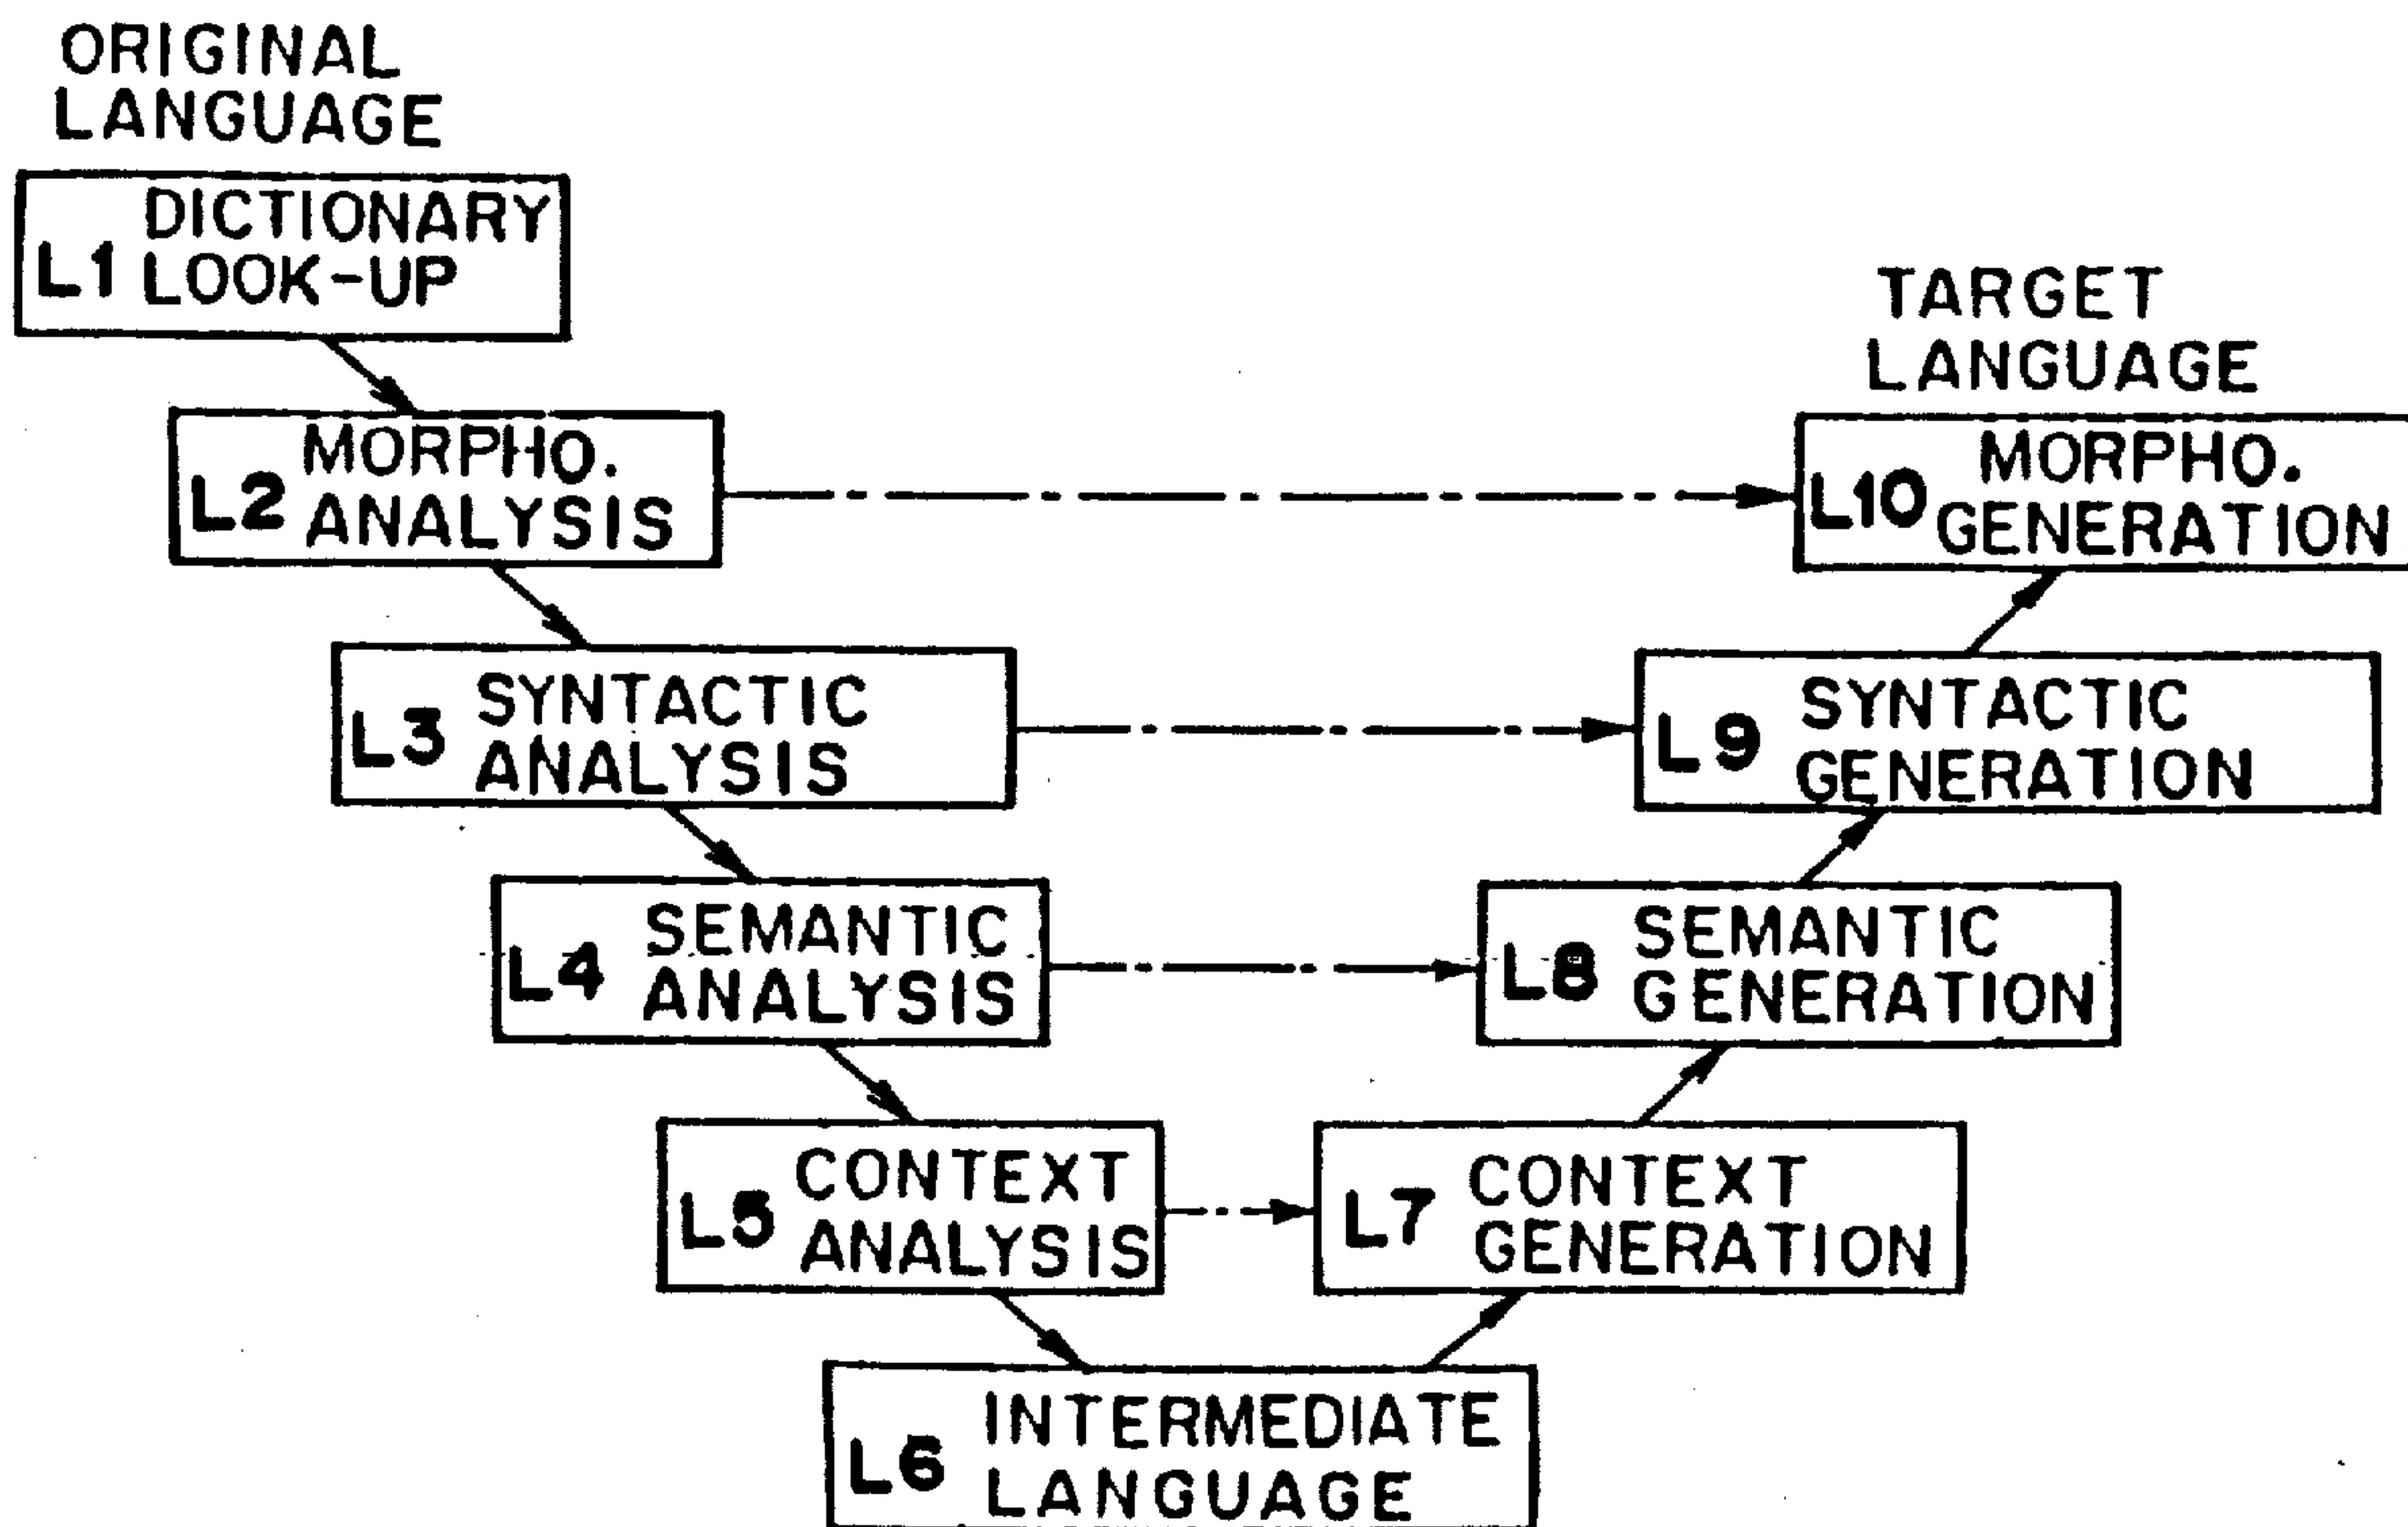 ORIGINAL
LANGUAGE
L1 DICTIONARY
LOOK-UP
TARGET
LANGUAGE
L2 MORPHO.
ANALYSIS
L10 MORPHO.
GENERATION
L3 SYNTACTIC
ANALYSIS
L9 SYNTACTIC
GENERATION
L4 SEMANTIC
ANALYSIS
L8 SEMANTIC
GENERATION
L5 CONTEXT
ANALYSIS
L7 CONTEXT
GENERATION
L6 INTERMEDIATE
LANGUAGE